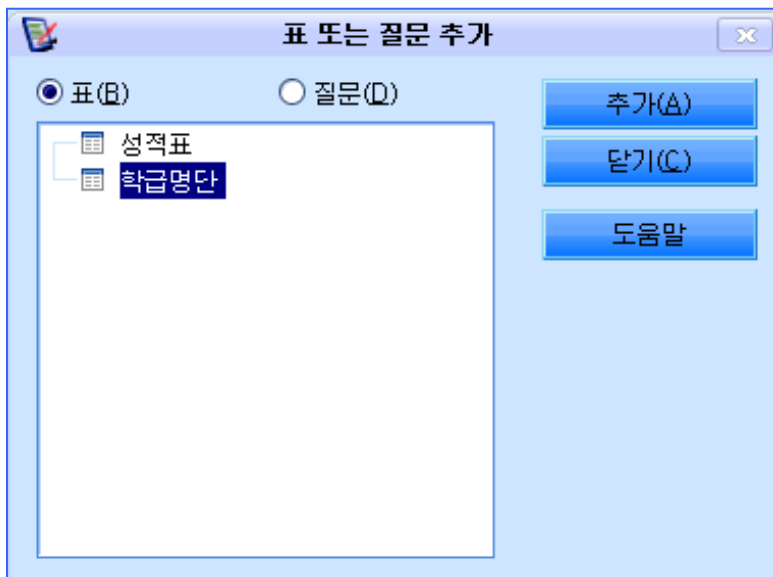 표 또는 질문 추가
표(B) 질문(D)
추가(A)
성적표
닫기(C)
학급명단
도움말